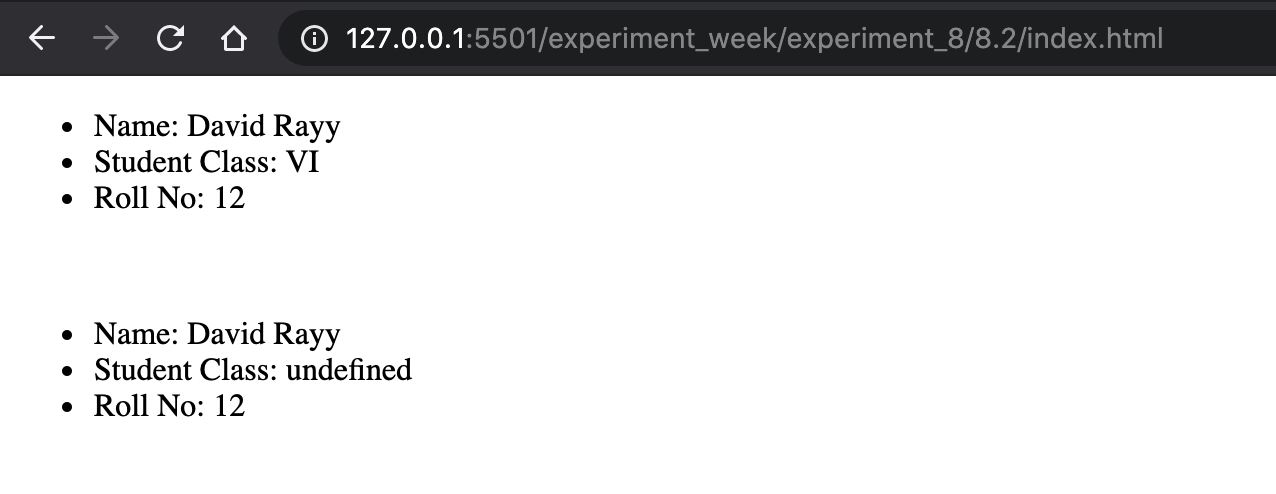 127.0.0.1:5501/experiment_week/experiment_8/8.2/index.html
Name: David Rayy
Student Class: VI
Roll No: 12
Name: David Rayy
Student Class: undefined
Roll No: 12